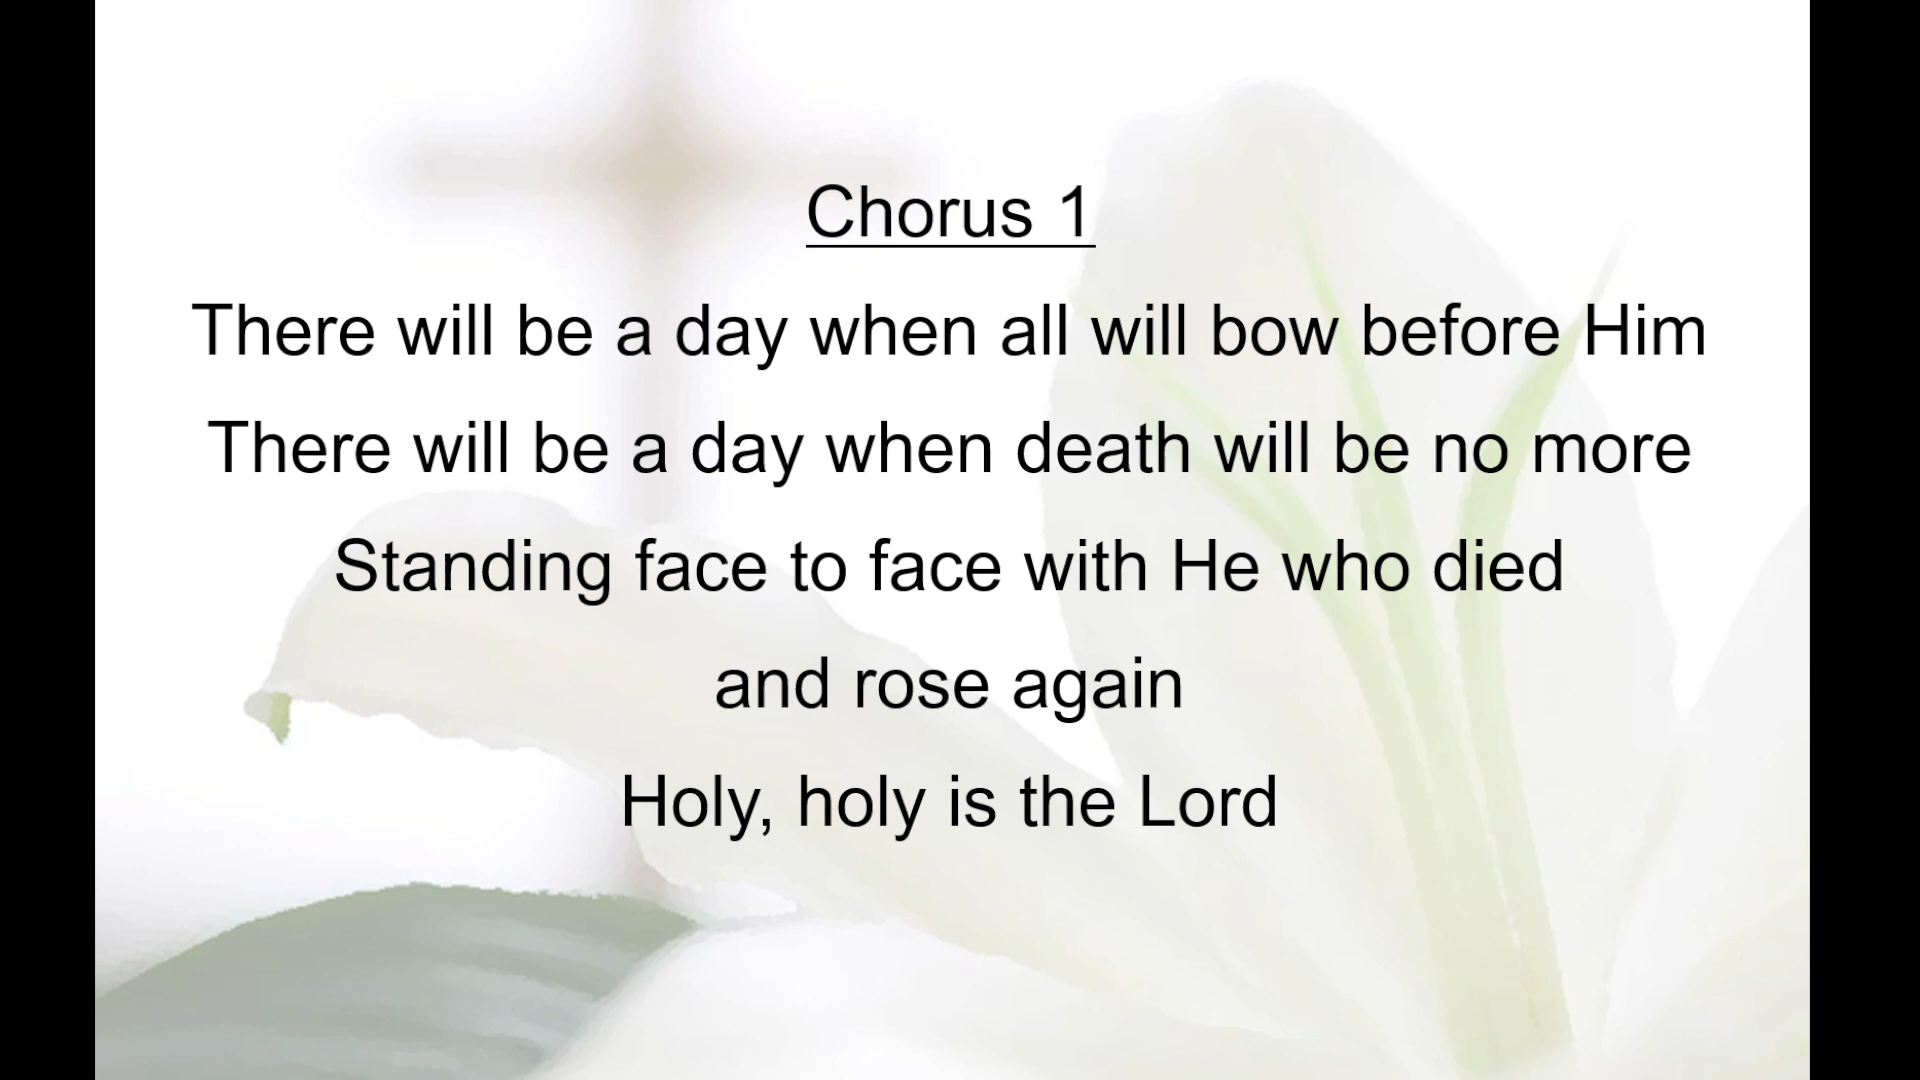 Chorus 1
There will be a day when all will bow before Him
There will be a day when death will be no more
Standing face to face with He who died
and rose again
Holy, holy is the Lord